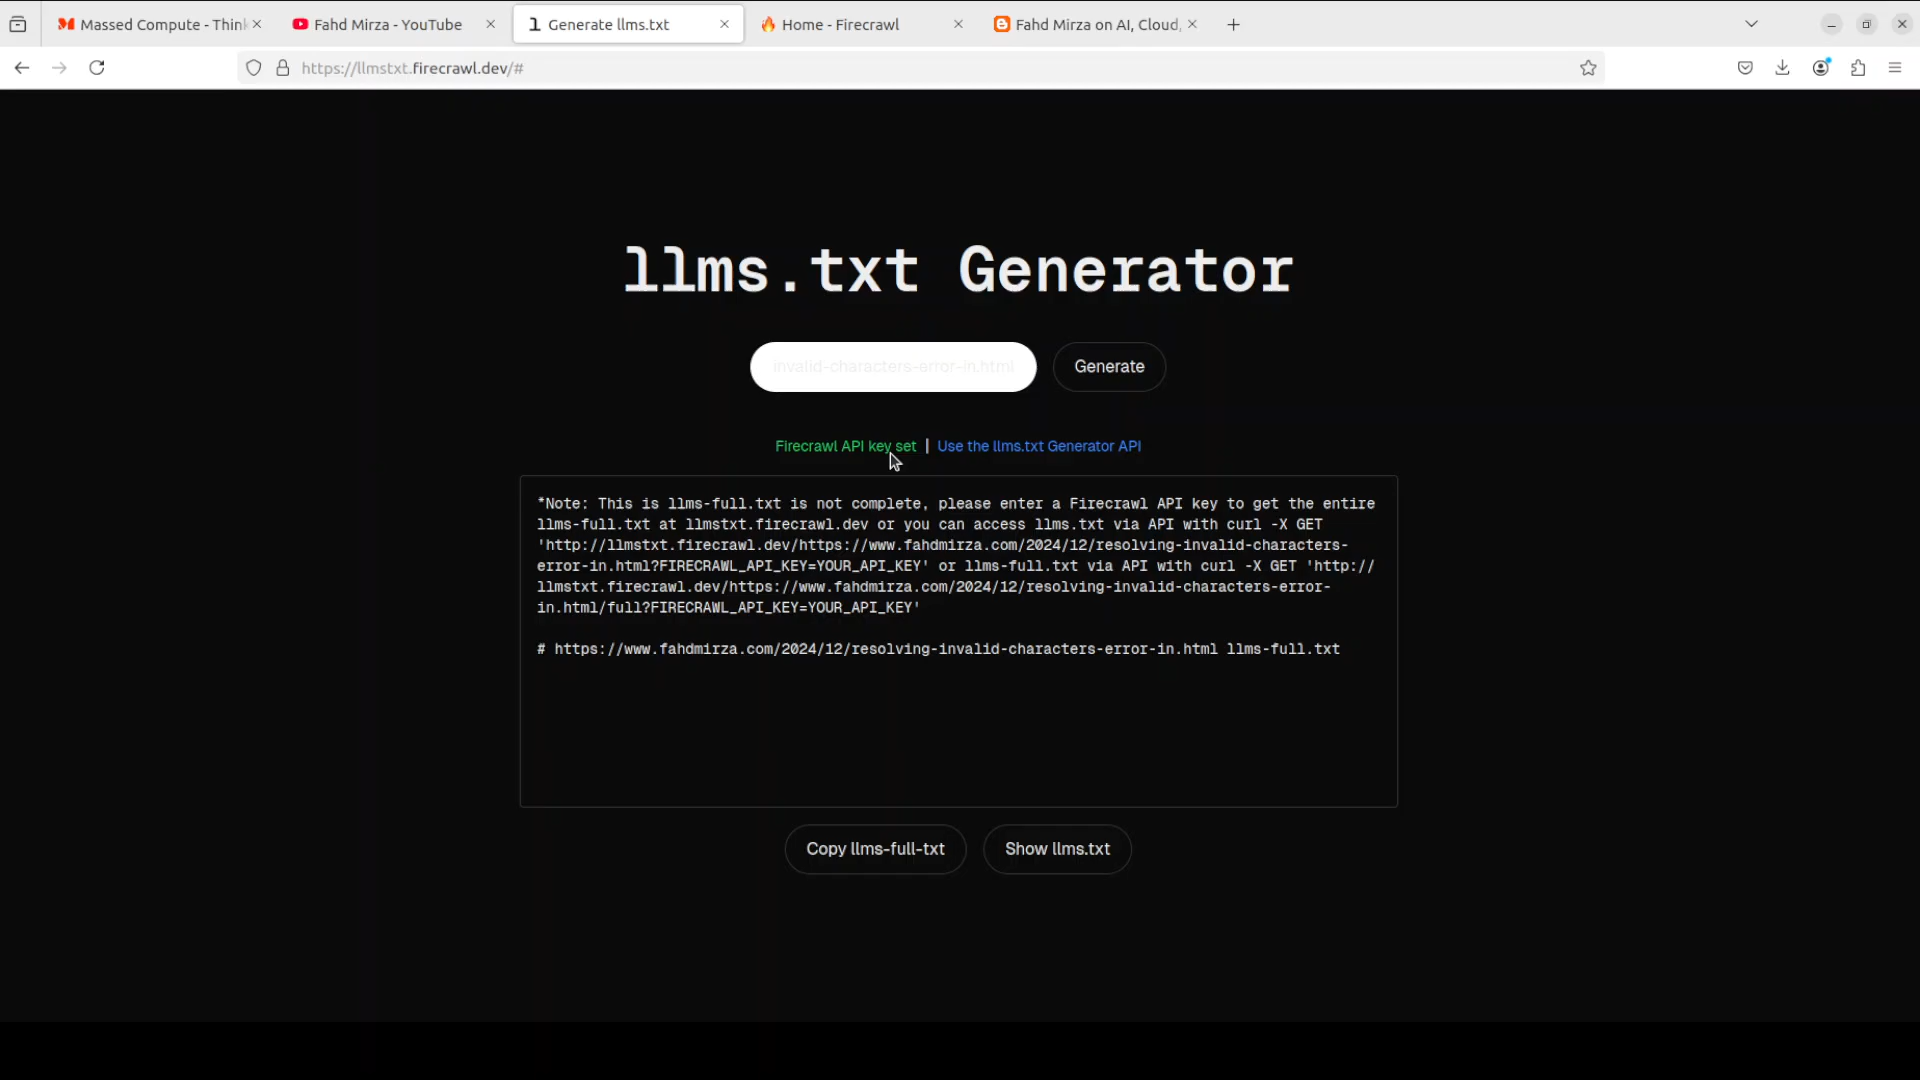 Massed Compute - Think
Fahd Mirza - YouTube
Generate llms.txt
Home - Firecrawl
Fahd Mirza on AI, Cloud,
https://llmstxt.firecrawl.dev/#
llms.txt Generator
invalid-characters-error-in.html
Generate
Firecrawl API key set | Use the llms.txt Generator API
*Note: This is llms-full.txt is not complete, please enter a Firecrawl API key to get the entire
llms-full.txt at llmstxt.firecrawl.dev or you can access llms.txt via API with curl -X GET
'http://llmstxt.firecrawl.dev/https://www.fahdmirza.com/2024/12/resolving-invalid-characters-
error-in.html?FIRECRAWL_API_KEY=YOUR_API_KEY' or llms-full.txt via API with curl -X GET 'http://
llmstxt.firecrawl.dev/https://www.fahdmirza.com/2024/12/resolving-invalid-characters-error-
in.html/full?FIRECRAWL_API_KEY=YOUR_API_KEY'
# https://www.fahdmirza.com/2024/12/resolving-invalid-characters-error-in.html llms-full.txt
Copy llms-full-txt
Show llms.txt